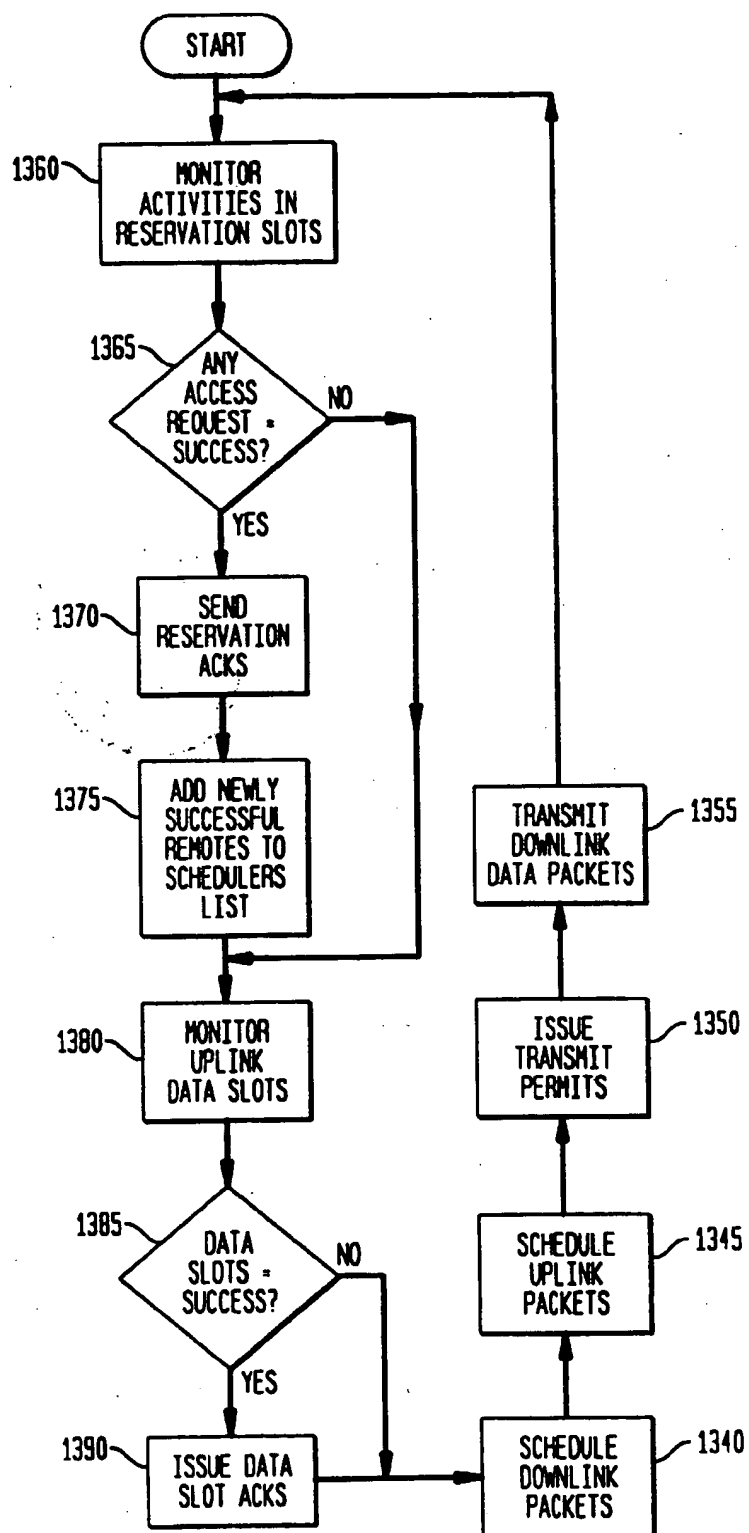 START
1360
MONITOR
ACTIVITIES IN
RESERVATION SLOTS
1365
ANY
ACCESS
REQUEST =
SUCCESS?
NO
YES
1370
SEND
RESERVATION
ACKS
1375
ADD NEWLY
SUCCESSFUL
REMOTES TO
SCHEDULERS
LIST
1380
MONITOR
UPLINK
DATA SLOTS
1385
DATA
SLOTS =
SUCCESS?
NO
YES
1390
ISSUE DATA
SLOT ACKS
SCHEDULE
DOWNLINK
PACKETS
1340
SCHEDULE
UPLINK
PACKETS
1345
ISSUE
TRANSMIT
PERMITS
1350
TRANSMIT
DOWNLINK
DATA PACKETS
1355